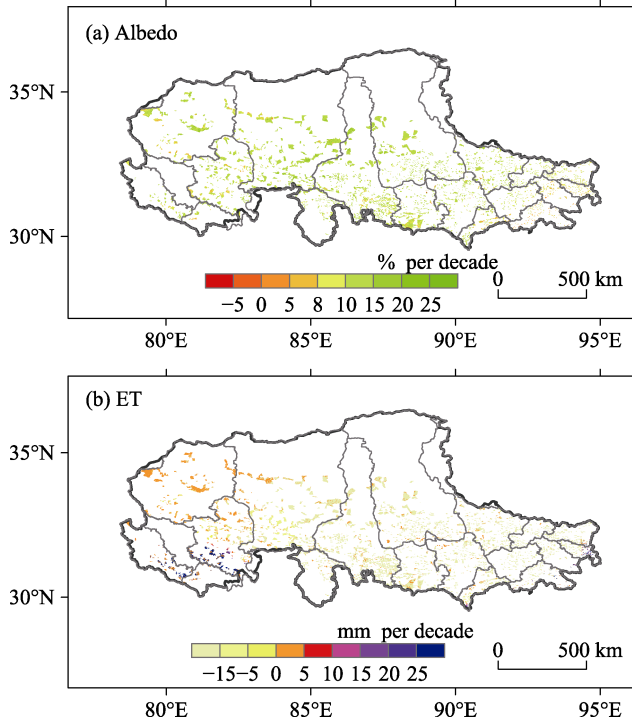 (a) Albedo
35°N
30°N
% per decade
−5 0 5 8 10 15 20 25
0 500 km
80°E 85°E 90°E 95°E
(b) ET
35°N
30°N
mm per decade
−15 −5 0 5 10 15 20 25
0 500 km
80°E 85°E 90°E 95°E